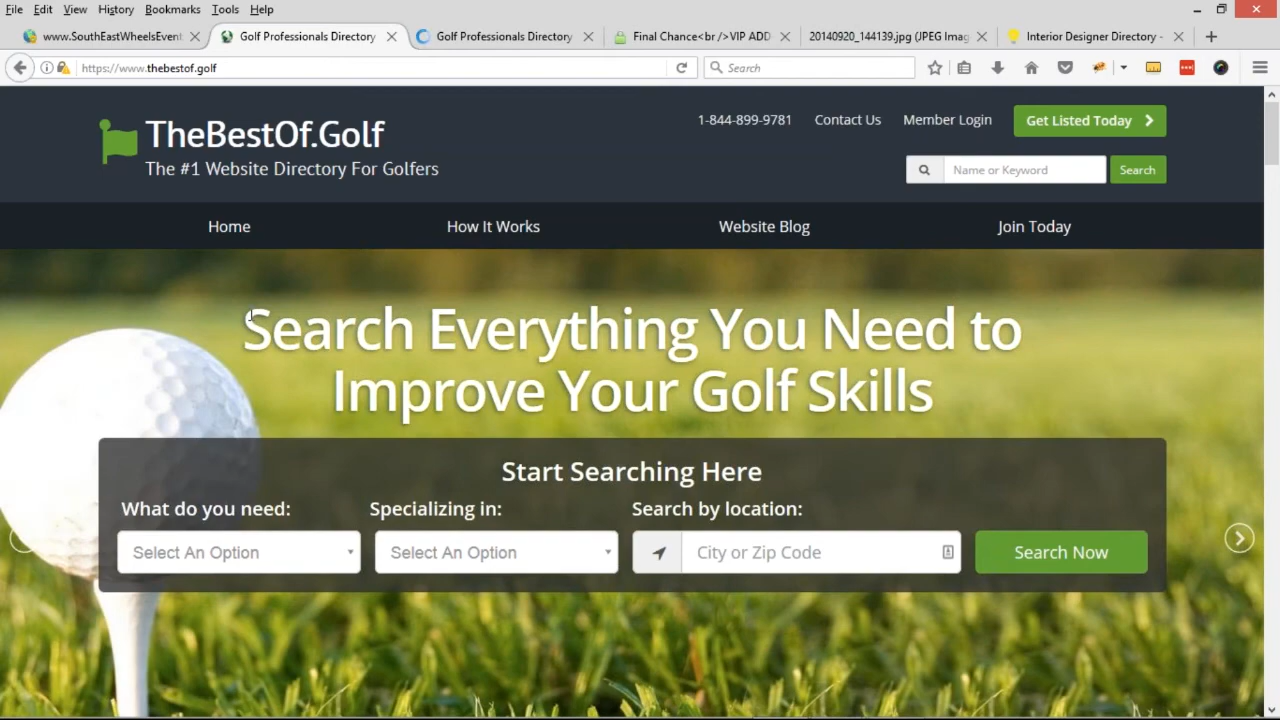 File Edit View History Bookmarks Tools Help
www.SouthEastWheelsEvent Golf Professionals Directory Golf Professionals Directory Final Chance<br />VIP ADD 20140920_144139.jpg (JPEG Imag Interior Designer Directory -
https://www.thebestof.golf Search
TheBestOf.Golf
The #1 Website Directory For Golfers
1-844-899-9781 Contact Us Member Login Get Listed Today
Name or Keyword Search
Home How It Works Website Blog Join Today
Search Everything You Need to
Improve Your Golf Skills
Start Searching Here
What do you need: Specializing in: Search by location:
Select An Option Select An Option City or Zip Code Search Now